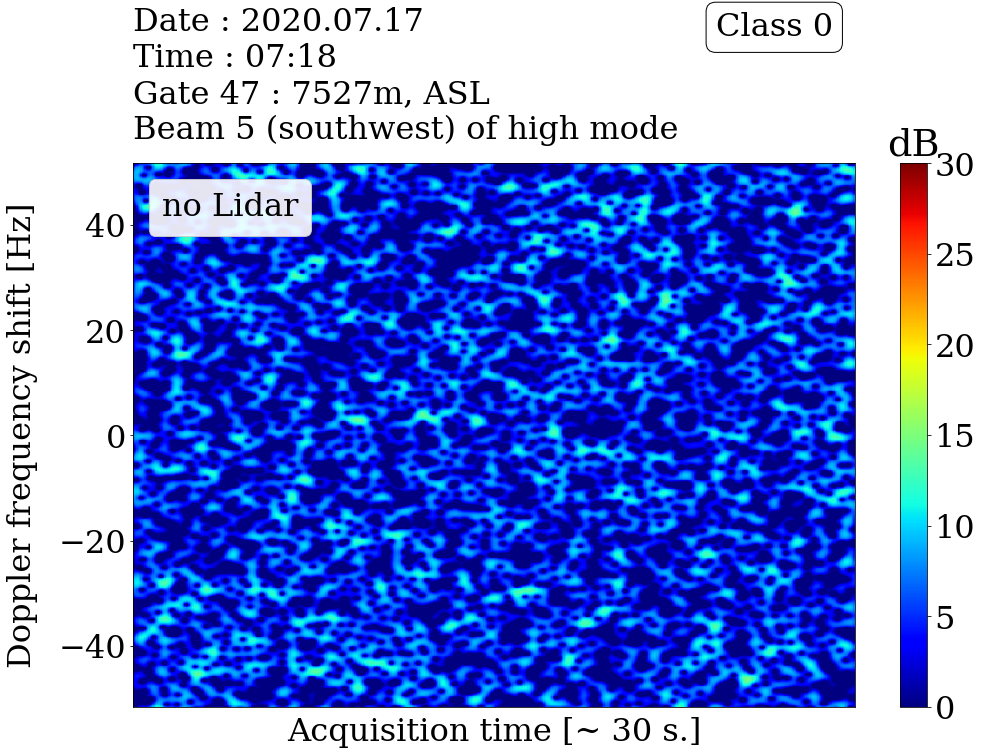 Date : 2020.07.17
Time : 07:18
Gate 47 : 7527m, ASL
Beam 5 (southwest) of high mode
Class 0
dB
no Lidar
Doppler frequency shift [Hz]
40
20
0
−20
−40
Acquisition time [~ 30 s.]
30
25
20
15
10
5
0